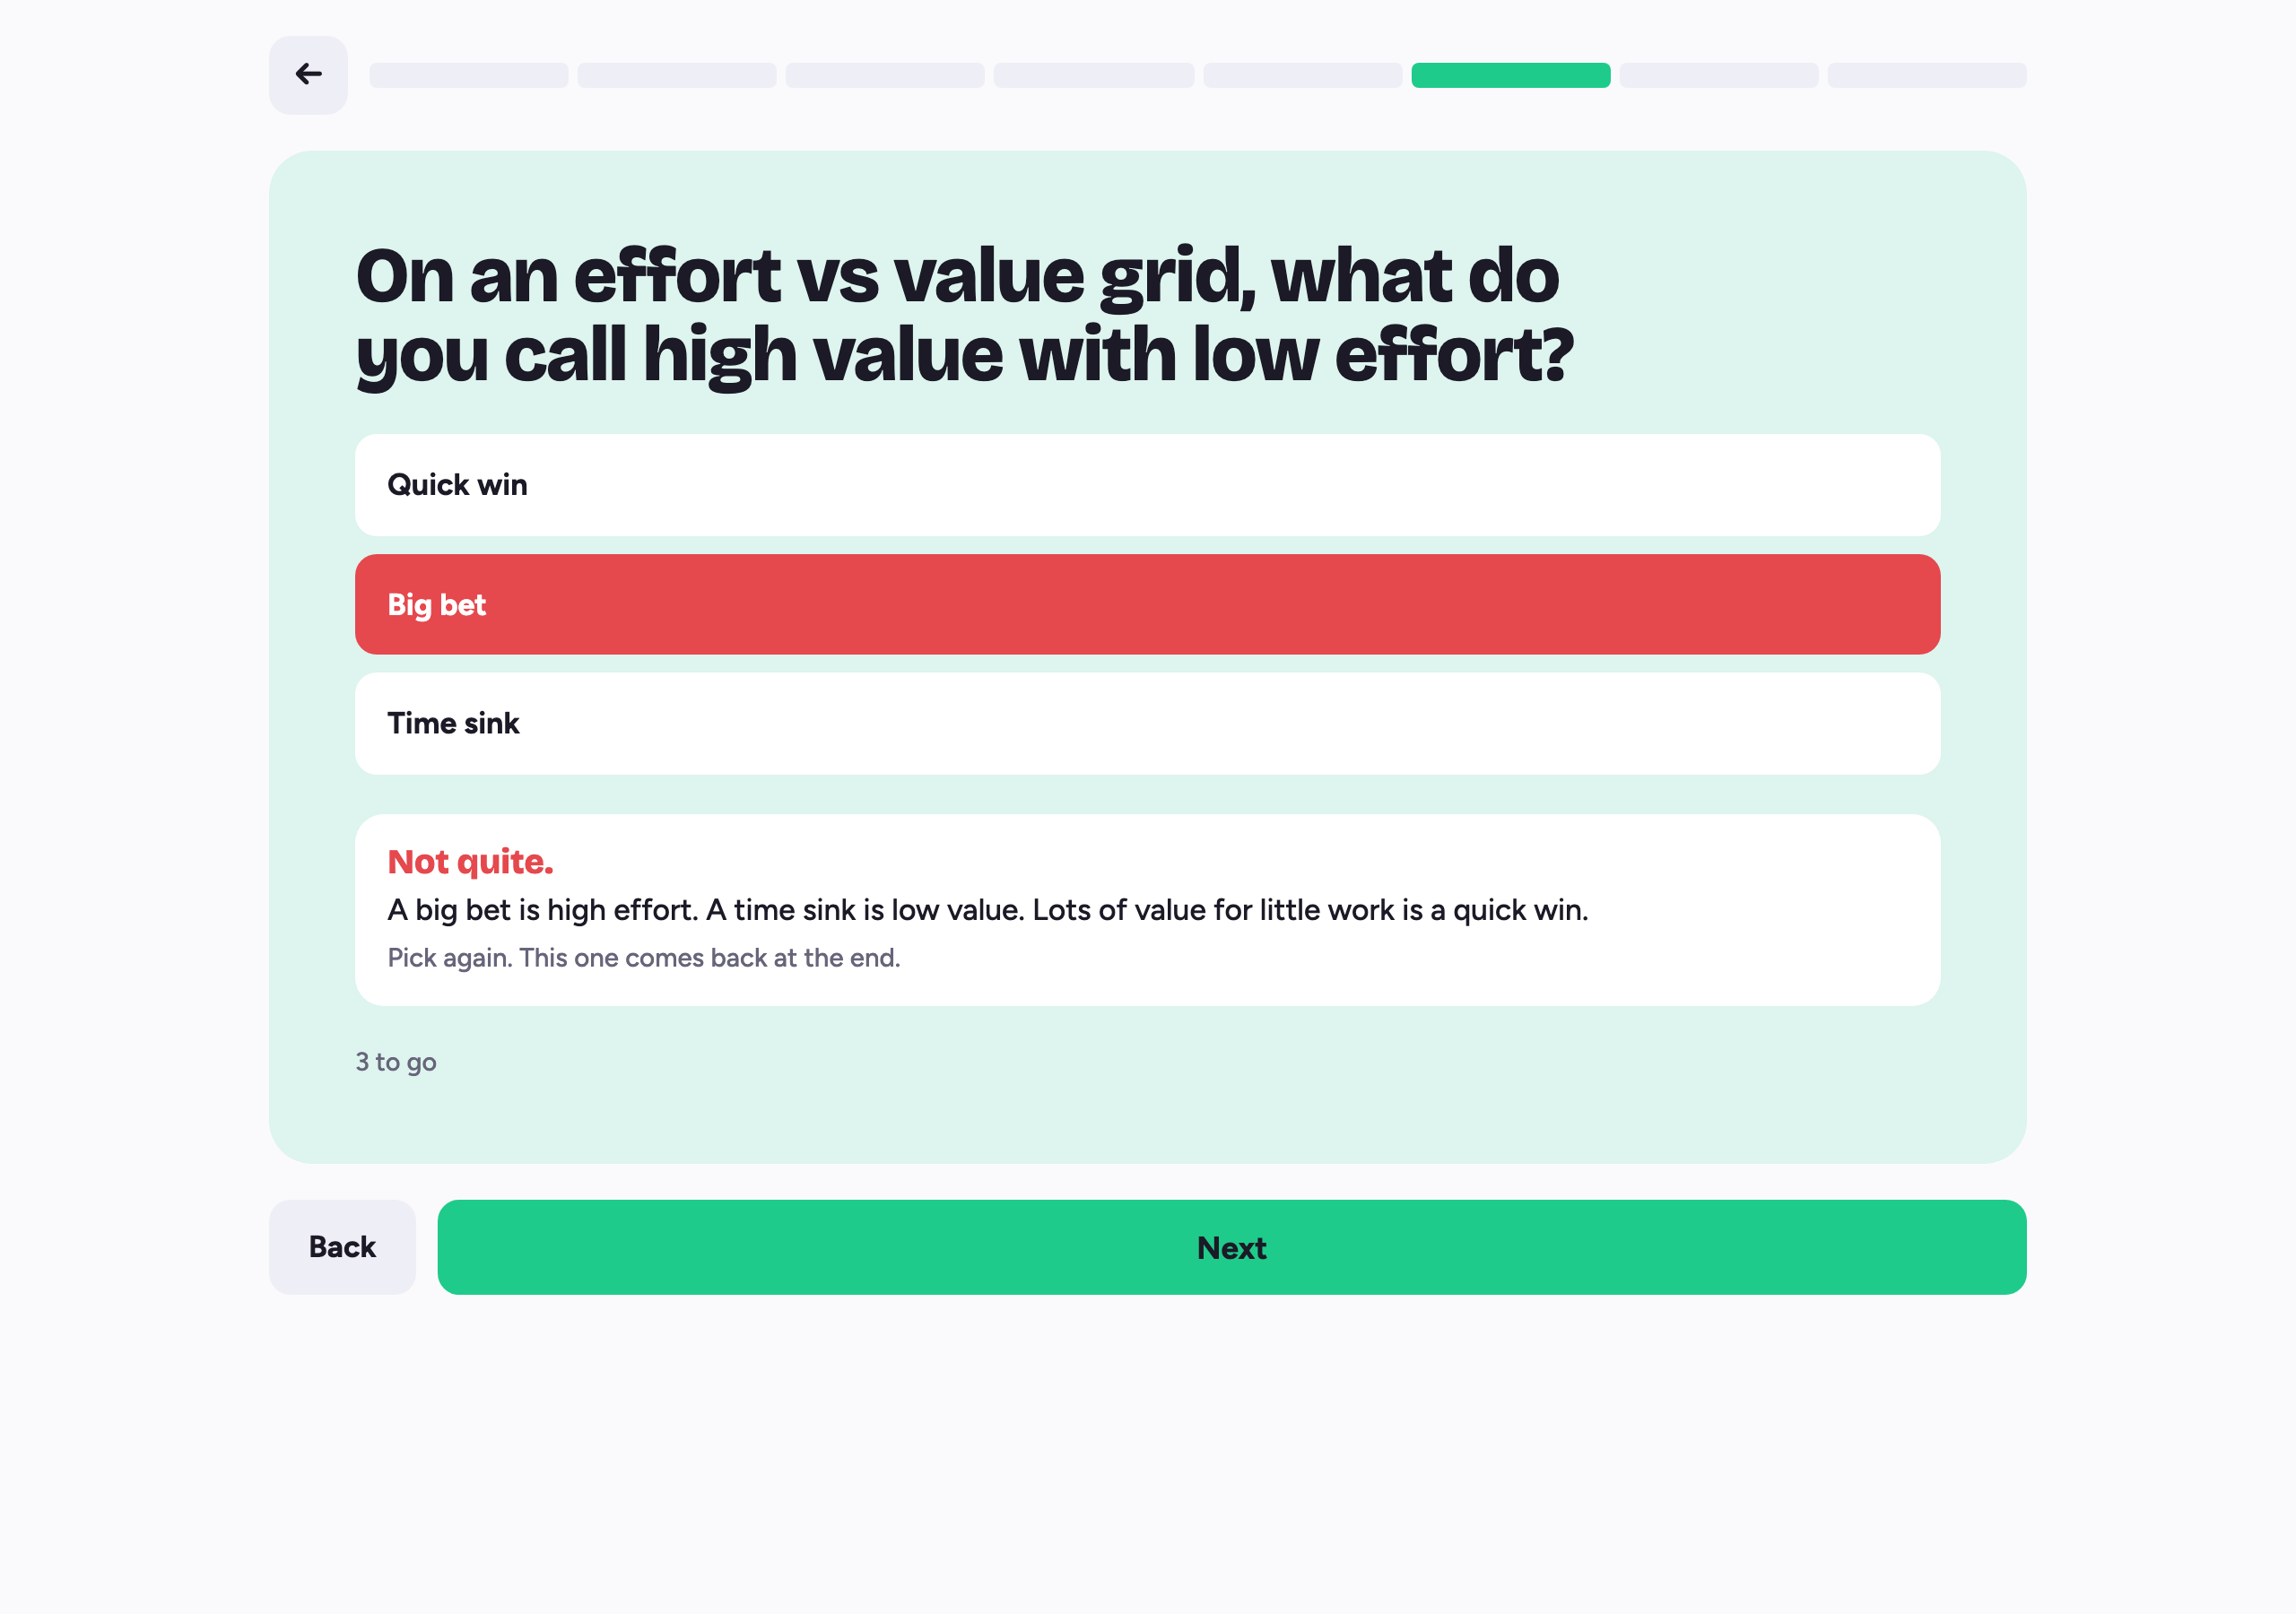 On an effort vs value grid, what do
you call high value with low effort?
Quick win
Big bet
Time sink
Not quite.
A big bet is high effort. A time sink is low value. Lots of value for little work is a quick win.
Pick again. This one comes back at the end.
3 to go
Back
Next